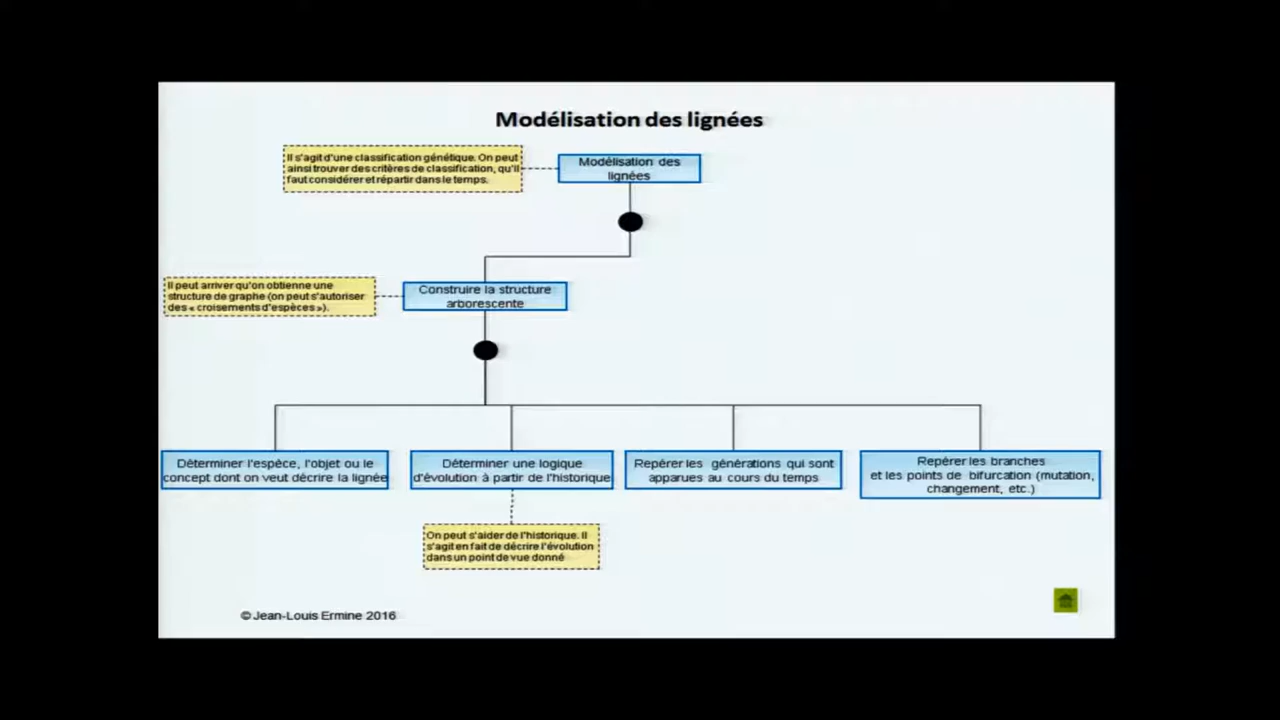 Modélisation des lignées
Il s'agit d'une classification génétique. On peut
ainsi trouver des critères de classification, qu'il
faut considérer et répartir dans le temps.
Modélisation des
lignées
Il peut arriver qu'on obtienne une
structure de graphe (on peut s'autoriser
des « croisements d'espèces »).
Construire la structure
arborescente
Déterminer l'espèce, l'objet ou le
concept dont on veut décrire la lignée
Déterminer une logique
d'évolution à partir de l'historique
Repérer les générations qui sont
apparues au cours du temps
Repérer les branches
et les points de bifurcation (mutation,
changement, etc.)
On peut s'aider de l'historique. Il
s'agit en fait de décrire l'évolution
dans un point de vue donné
© Jean-Louis Ermine 2016